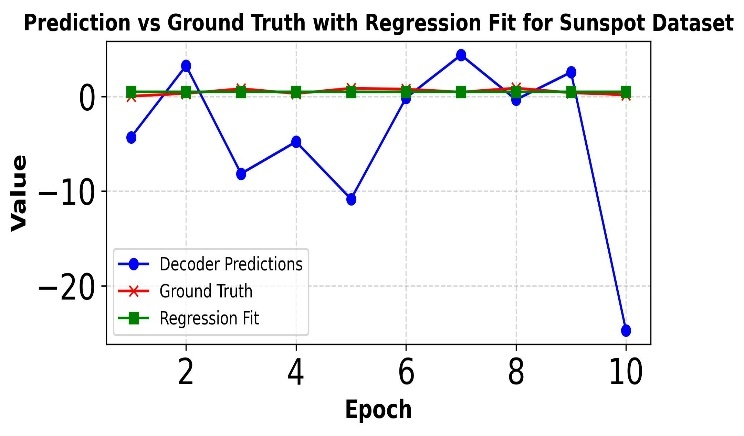 Prediction vs Ground Truth with Regression Fit for Sunspot Dataset
Value
0
−10
−20
Decoder Predictions
Ground Truth
Regression Fit
2 4 6 8 10
Epoch